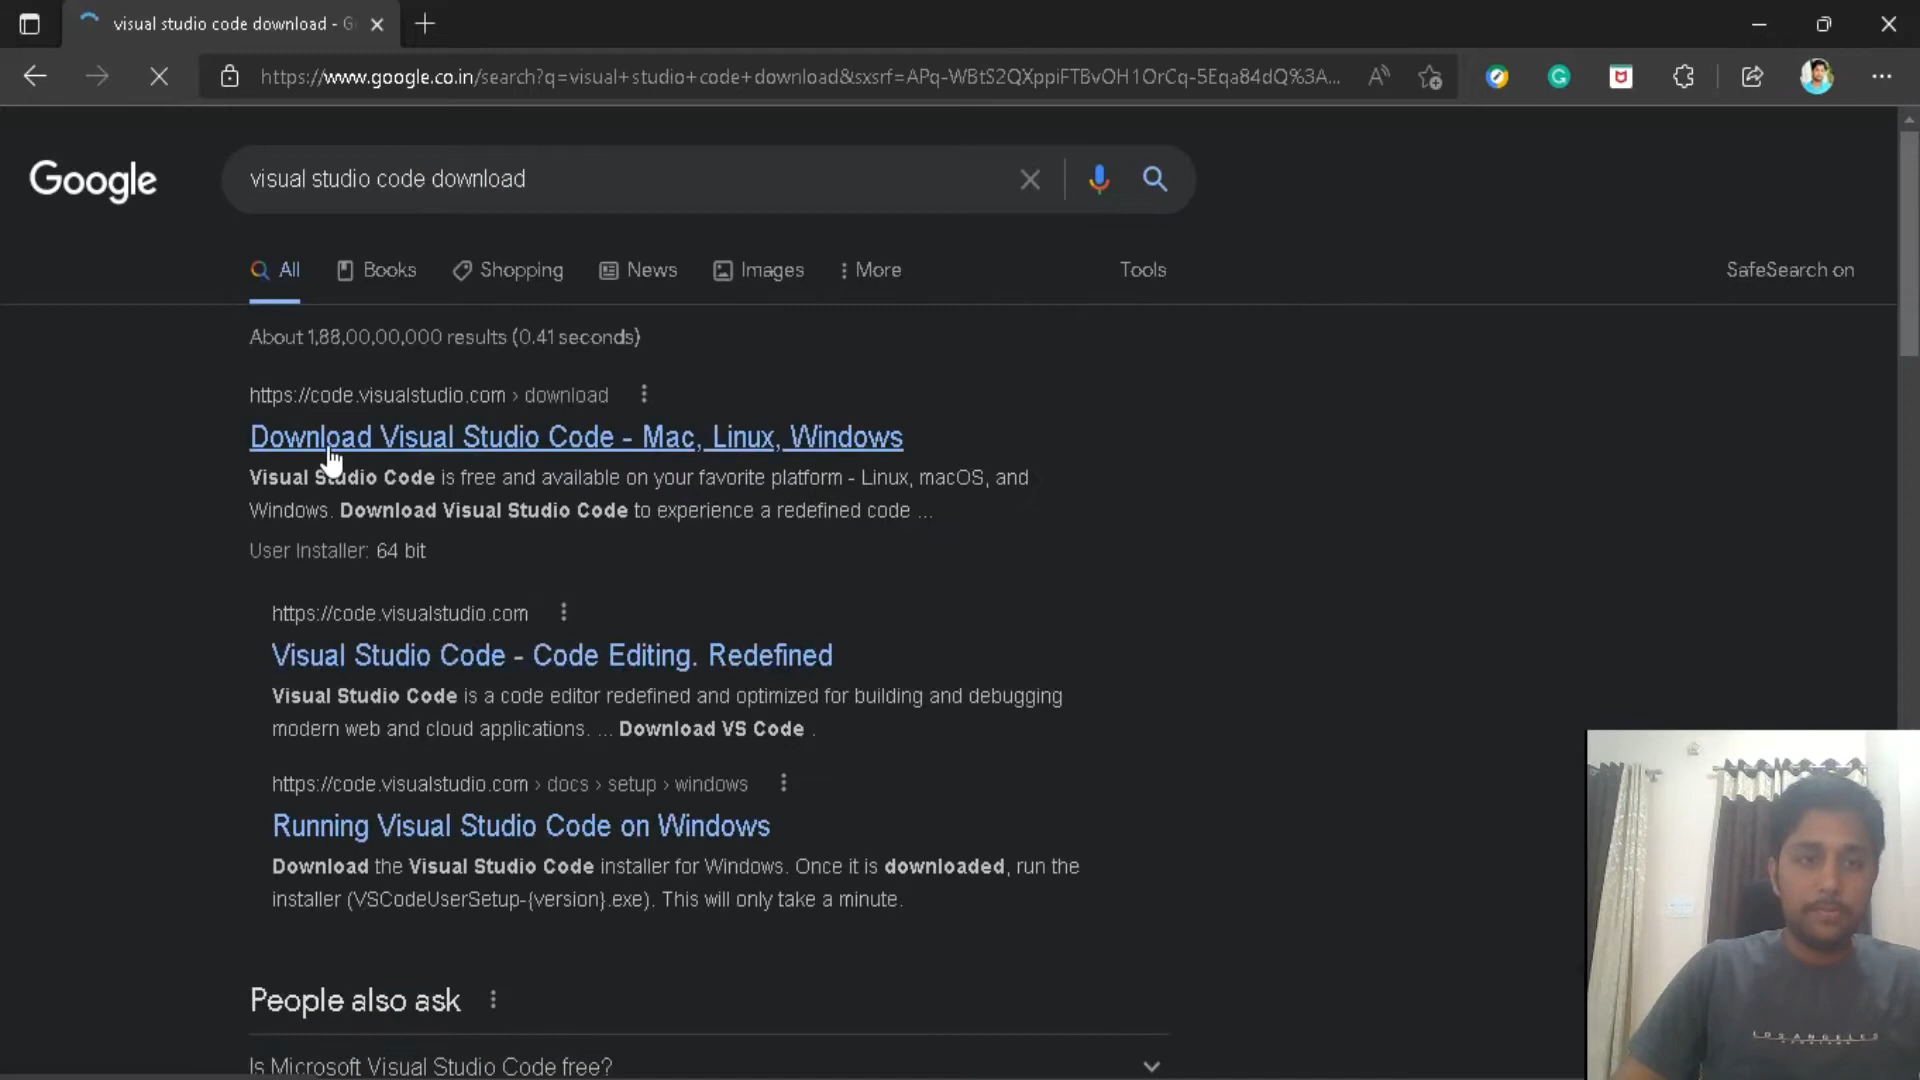 visual studio code download - G
https://www.google.co.in/search?q=visual+studio+code+download&sxsrf=APq-WBtS2QXppiFTBvOH1OrCq-5Eqa84dQ%3A...
Google
visual studio code download
All
Books
Shopping
News
Images
More
Tools
SafeSearch on
About 1,88,00,00,000 results (0.41 seconds)
https://code.visualstudio.com › download
Download Visual Studio Code - Mac, Linux, Windows
Visual Studio Code is free and available on your favorite platform - Linux, macOS, and
Windows. Download Visual Studio Code to experience a redefined code ...
User Installer: 64 bit
https://code.visualstudio.com
Visual Studio Code - Code Editing. Redefined
Visual Studio Code is a code editor redefined and optimized for building and debugging
modern web and cloud applications. ... Download VS Code .
https://code.visualstudio.com › docs › setup › windows
Running Visual Studio Code on Windows
Download the Visual Studio Code installer for Windows. Once it is downloaded, run the
installer (VSCodeUserSetup-{version}.exe). This will only take a minute.
People also ask
Is Microsoft Visual Studio Code free?
LOS ANGELES